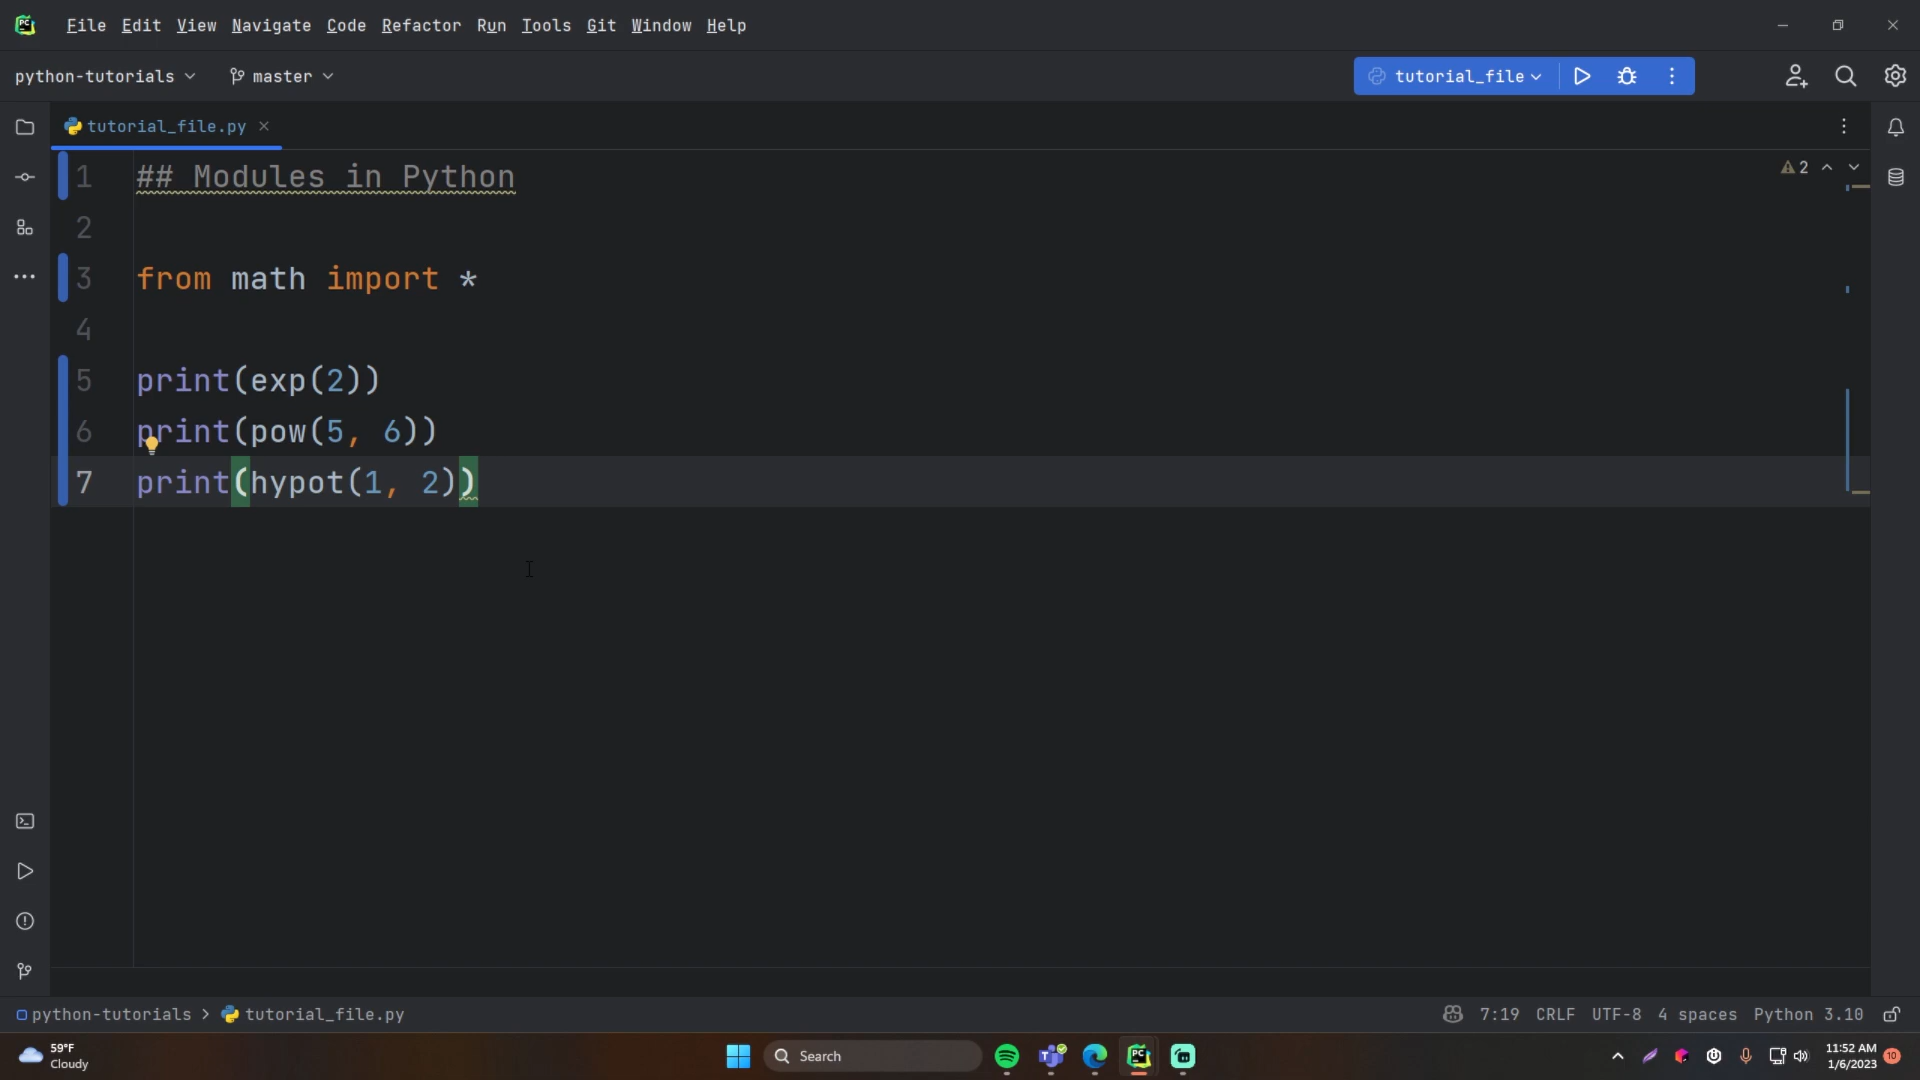 File Edit View Navigate Code Refactor Run Tools Git Window Help
python-tutorials master tutorial_file
tutorial_file.py
1 ## Modules in Python
2 2
3 from math import *
4
5 print(exp(2))
6 print(pow(5, 6))
7 print(hypot(1, 2))
python-tutorials > tutorial_file.py 7:19 CRLF UTF-8 4 spaces Python 3.10
59°F
Cloudy
Search
11:52 AM
1/6/2023
10